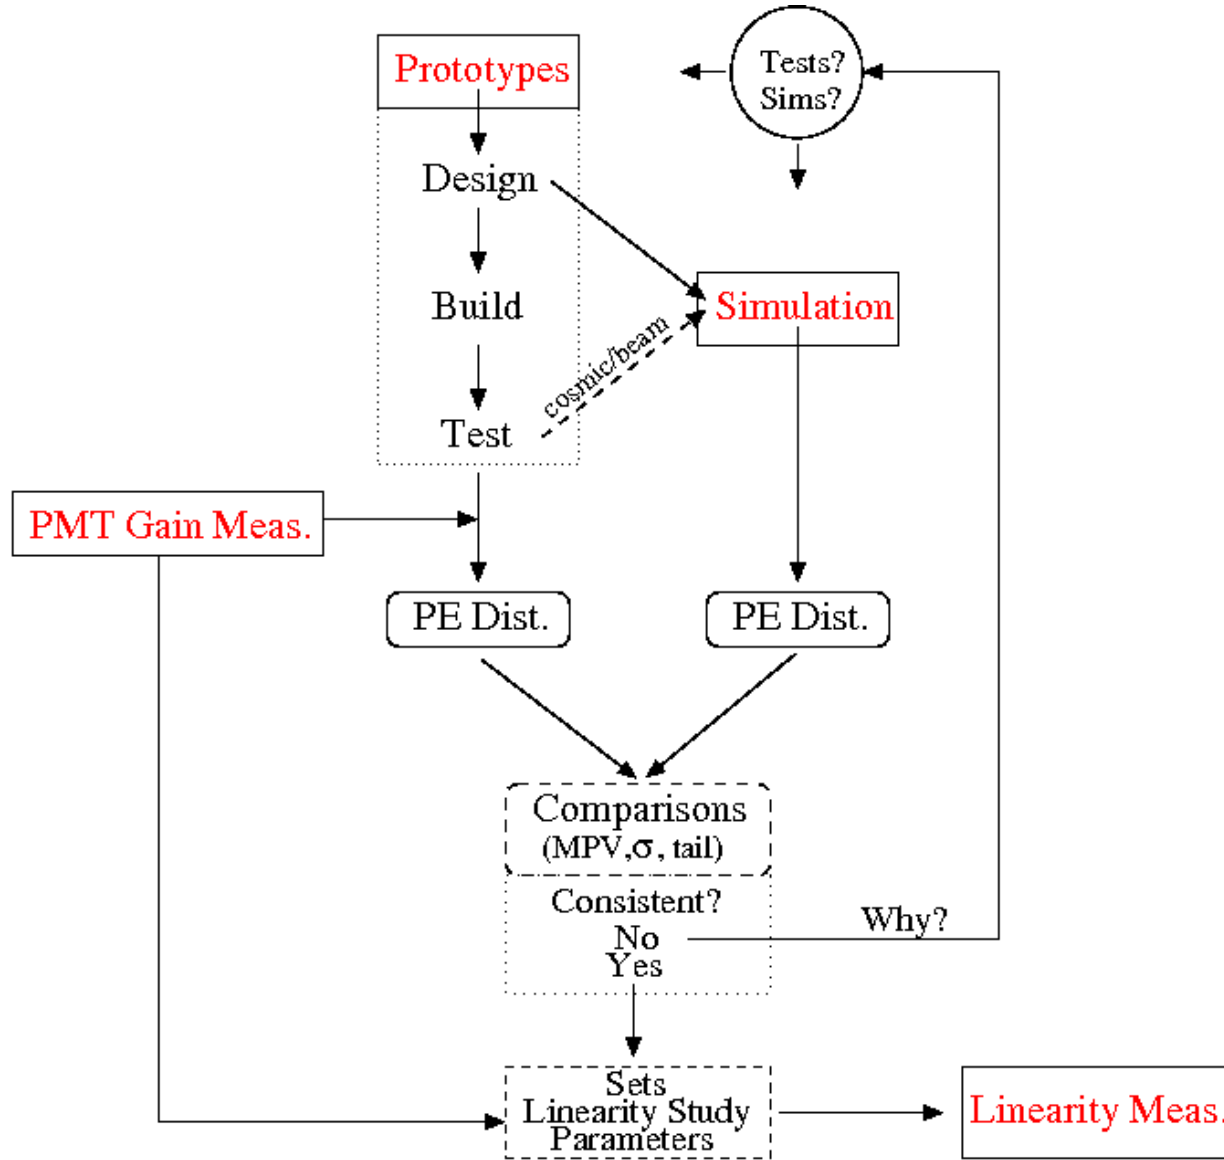 Prototypes
Tests?
Sims?
Design
Build
Simulation
cosmic/beam
Test
PMT Gain Meas.
PE Dist.
PE Dist.
Comparisons
(MPV,σ, tail)
Consistent?
No
Why?
Yes
Sets
Linearity Study
Parameters
Linearity Meas.